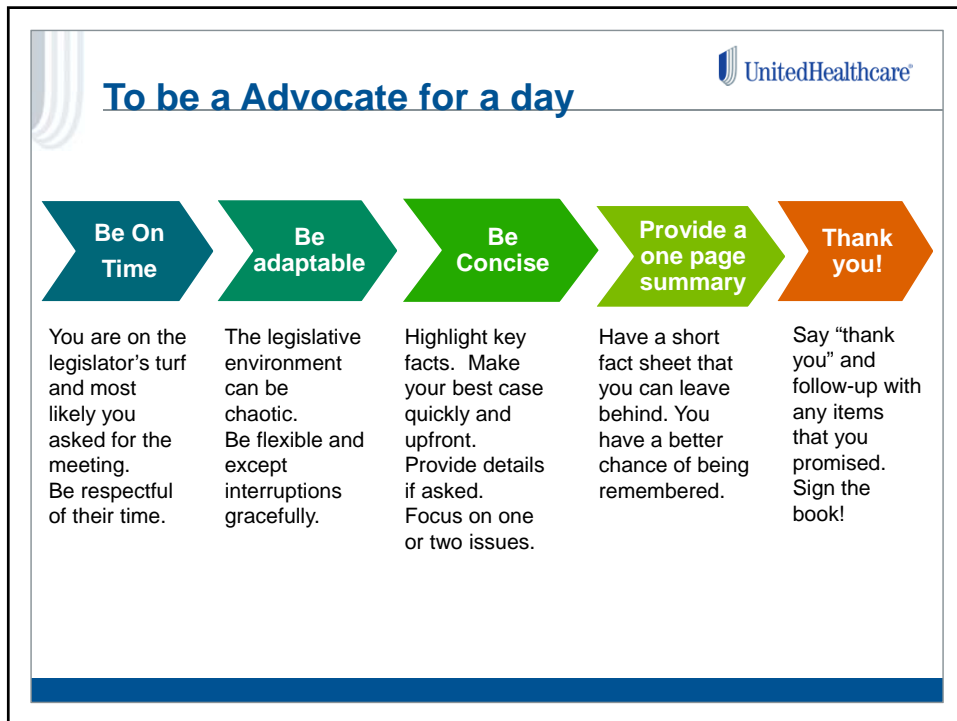 To be a Advocate for a day
UnitedHealthcare®
Be On
Time
Be
adaptable
Be
Concise
Provide a
one page
summary
Thank
you!
You are on the
legislator’s turf
and most
likely you
asked for the
meeting.
Be respectful
of their time.
The legislative
environment
can be
chaotic.
Be flexible and
except
interruptions
gracefully.
Highlight key
facts.  Make
your best case
quickly and
upfront.
Provide details
if asked.
Focus on one
or two issues.
Have a short
fact sheet that
you can leave
behind. You
have a better
chance of being
remembered.
Say “thank
you” and
follow-up with
any items
that you
promised.
Sign the
book!